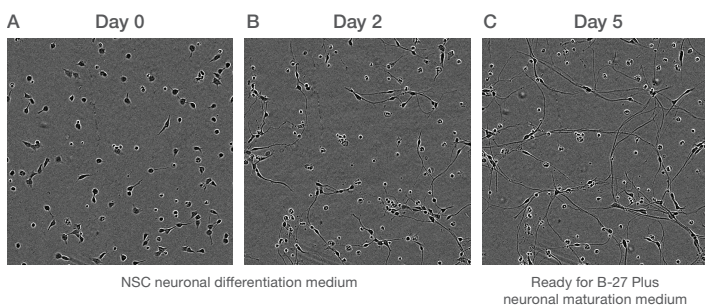 A Day 0
B Day 2
C Day 5
NSC neuronal differentiation medium
Ready for B-27 Plus
neuronal maturation medium